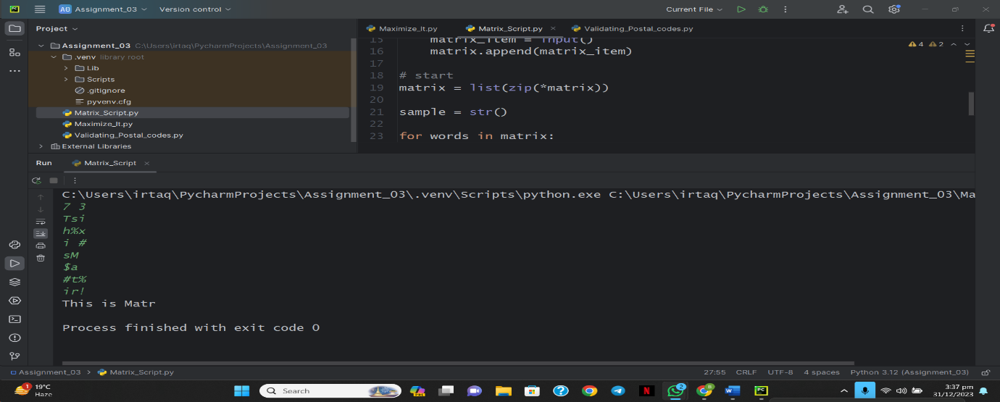 AO Assignment_03 Version control Current File
Project
Maximize_It.py Matrix_Script.py Validating_Postal_codes.py
Assignment_03 C:\Users\irtaq\PycharmProjects\Assignment_03
.venv library root
Lib
Scripts
.gitignore
pyvenv.cfg
Matrix_Script.py
Maximize_It.py
Validating_Postal_codes.py
External Libraries
15 matrix_item = input()
16 matrix.append(matrix_item)
17
18 # start
19 matrix = list(zip(*matrix))
20
21 sample = str()
22
23 for words in matrix:
4 2
Run Matrix_Script
C:\Users\irtaq\PycharmProjects\Assignment_03\.venv\Scripts\python.exe C:\Users\irtaq\PycharmProjects\Assignment_03\Ma
7 3
Tsi
h%x
i #
sM
$a
#t%
ir!
This is Matr
Process finished with exit code 0
Assignment_03 > Matrix_Script.py 27:55 CRLF UTF-8 4 spaces Python 3.12 (Assignment_03)
1
19°C
Haze
Search
PRE
N
2
6
W
PC
3:37 pm
31/12/2023